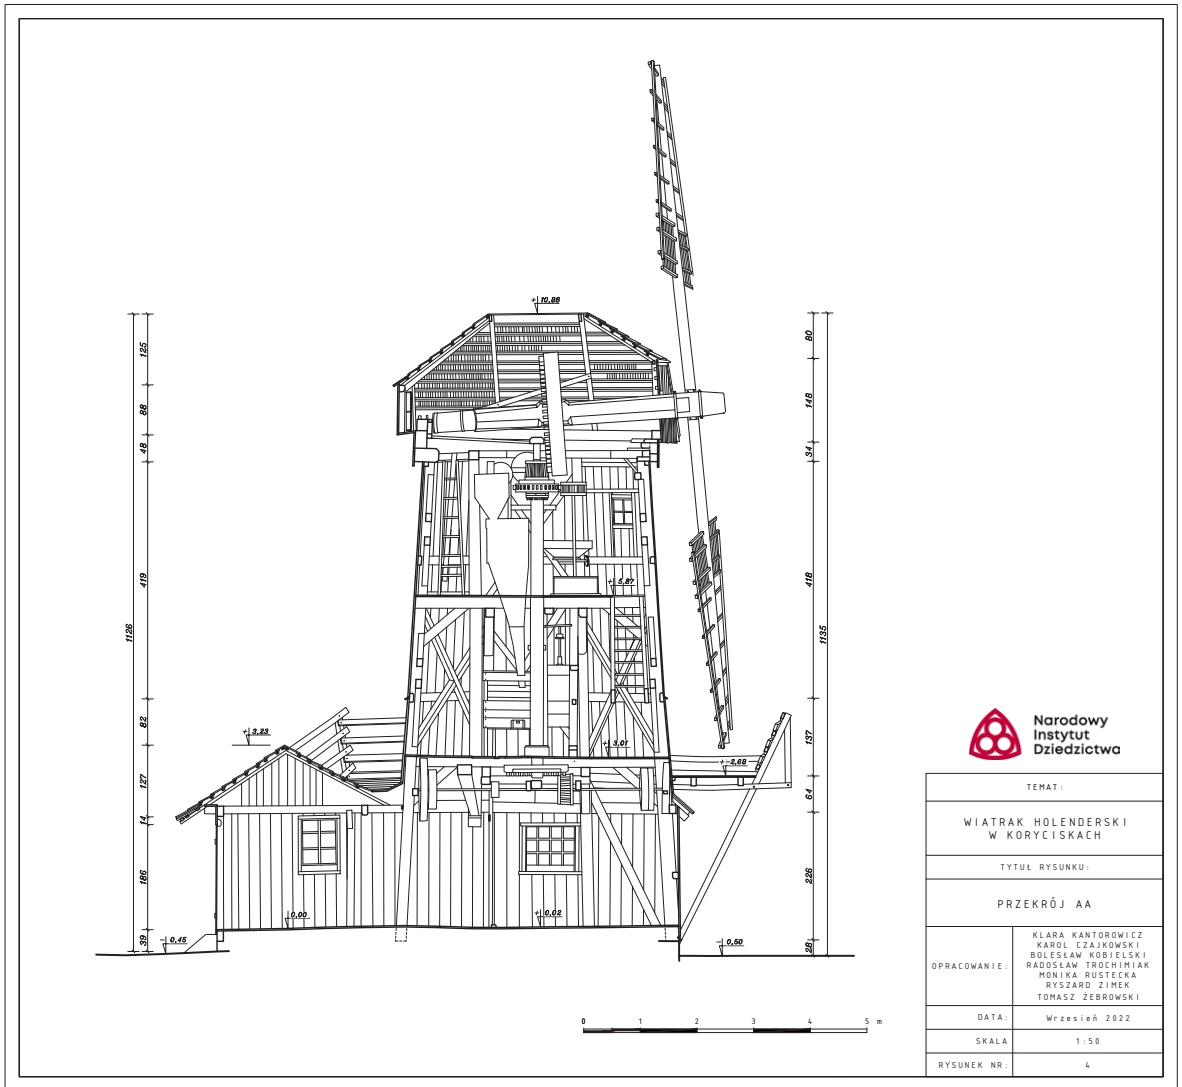 + 10,88
125
88
48
419
1126
82
127
14
186
39
80
148
34
418
1135
137
64
226
28
+ 5,87
+ 3,23
+ 3,01
+ 2,68
0,00
+ 0,02
- 0,45
- 0,50
0 1 2 3 4 5 m
Narodowy
Instytut
Dziedzictwa
TEMAT:
WIATRAK HOLENDERSKI
W KORYCISKACH
TYTUŁ RYSUNKU:
PRZEKRÓJ AA
OPRACOWANIE:
KLARA KANTOROWICZ
KAROL CZAJKOWSKI
BOLESŁAW KOBIELSKI
RADOSŁAW TROCHIMIAK
MONIKA RUSTECKA
RYSZARD ZIMEK
TOMASZ ŻEBROWSKI
DATA: Wrzesień 2022
SKALA 1:50
RYSUNEK NR: 4